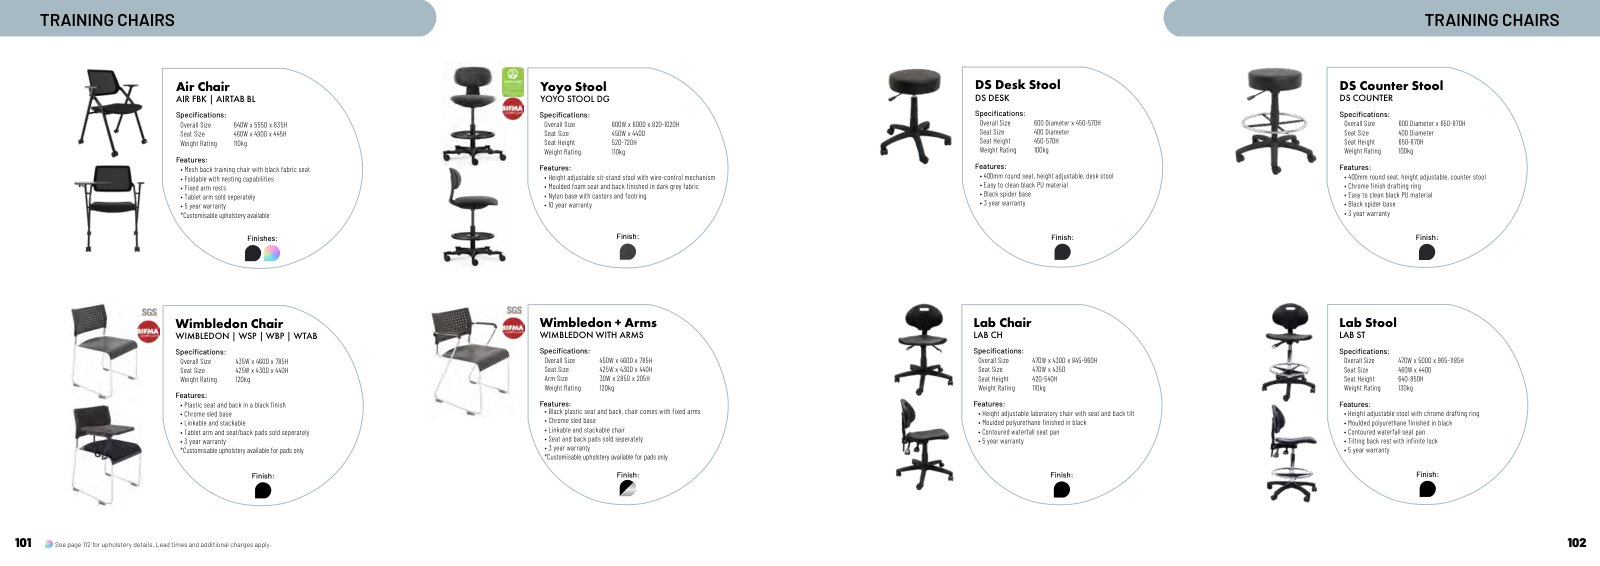 TRAINING CHAIRS
Air Chair
AIR FBK | AIRTAB BL
Specifications:
Overall Size 640W x 555D x 835H
Seat Size 460W x 490D x 445H
Weight Rating 110kg
Features:
• Mesh back training chair with black fabric seat
• Foldable with nesting capabilities
• Fixed arm rests
• Tablet arm sold seperately
• 5 year warranty
*Customisable upholstery available
Finishes:
BIFMA
Yoyo Stool
YOYO STOOL DG
Specifications:
Overall Size 600W x 600D x 820-1020H
Seat Size 450W x 440D
Seat Height 520-720H
Weight Rating 110kg
Features:
• Height adjustable sit-stand stool with wire-control mechanism
• Moulded foam seat and back finished in dark grey fabric
• Nylon base with castors and footring
• 10 year warranty
Finish:
SGS
BIFMA
Wimbledon Chair
WIMBLEDON | WSP | WBP | WTAB
Specifications:
Overall Size 435W x 460D x 785H
Seat Size 425W x 430D x 440H
Weight Rating 120kg
Features:
• Plastic seat and back in a black finish
• Chrome sled base
• Linkable and stackable
• Tablet arm and seat/back pads sold seperately
• 3 year warranty
*Customisable upholstery available for pads only
Finish:
SGS
BIFMA
Wimbledon + Arms
WIMBLEDON WITH ARMS
Specifications:
Overall Size 450W x 460D x 785H
Seat Size 425W x 430D x 440H
Arm Size 30W x 285D x 205H
Weight Rating 120kg
Features:
• Black plastic seat and back, chair comes with fixed arms
• Chrome sled base
• Linkable and stackable chair
• Seat and back pads sold seperately
• 3 year warranty
*Customisable upholstery available for pads only
Finish:
101
See page 112 for upholstery details. Lead times and additional charges apply.
TRAINING CHAIRS
DS Desk Stool
DS DESK
Specifications:
Overall Size 600 Diameter x 450-570H
Seat Size 400 Diameter
Seat Height 450-570H
Weight Rating 100kg
Features:
• 400mm round seat, height adjustable, desk stool
• Easy to clean black PU material
• Black spider base
• 3 year warranty
Finish:
DS Counter Stool
DS COUNTER
Specifications:
Overall Size 600 Diameter x 650-870H
Seat Size 400 Diameter
Seat Height 650-870H
Weight Rating 100kg
Features:
• 400mm round seat, height adjustable, counter stool
• Chrome finish drafting ring
• Easy to clean black PU material
• Black spider base
• 3 year warranty
Finish:
Lab Chair
LAB CH
Specifications:
Overall Size 470W x 430D x 845-960H
Seat Size 470W x 435D
Seat Height 420-540H
Weight Rating 110kg
Features:
• Height adjustable laboratory chair with seat and back tilt
• Moulded polyurethane finished in black
• Contoured waterfall seat pan
• 5 year warranty
Finish:
Lab Stool
LAB ST
Specifications:
Overall Size 470W x 500D x 965-1185H
Seat Size 460W x 440D
Seat Height 640-850H
Weight Rating 130kg
Features:
• Height adjustable stool with chrome drafting ring
• Moulded polyurethane finished in black
• Contoured waterfall seat pan
• Tilting back rest with infinite lock
• 5 year warranty
Finish:
102